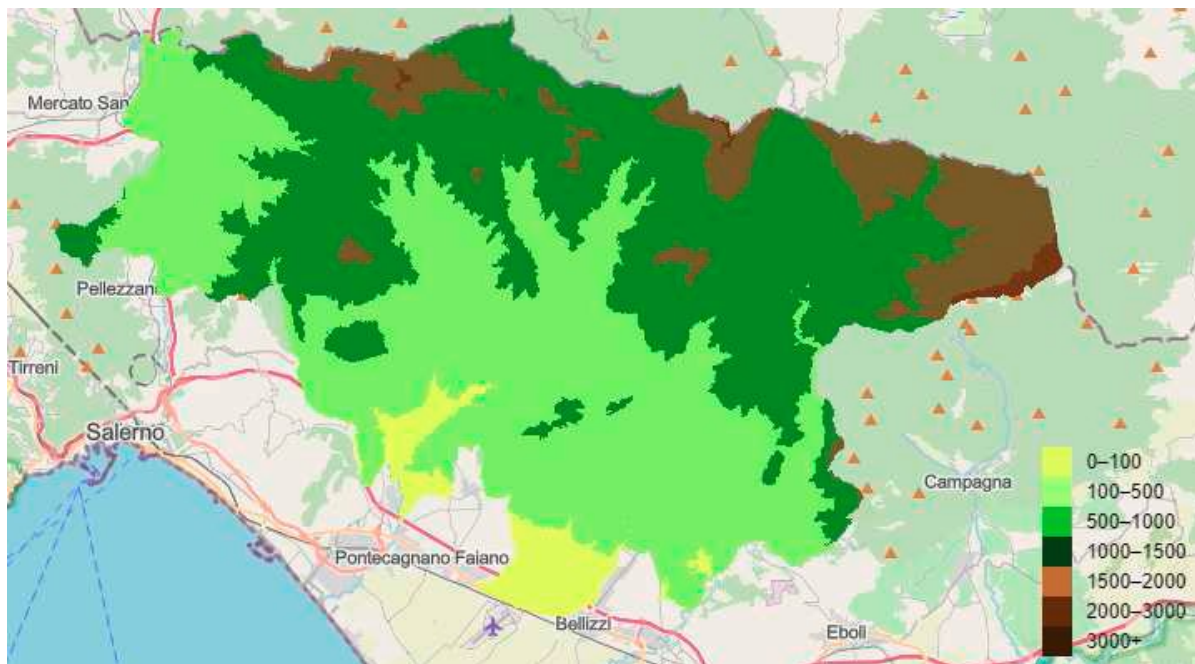 Mercato San
Pellezzan
Tirreni
Salerno
Campagna
Pontecagnano Faiano
Bellizzi
Eboli
0–100
100–500
500–1000
1000–1500
1500–2000
2000–3000
3000+